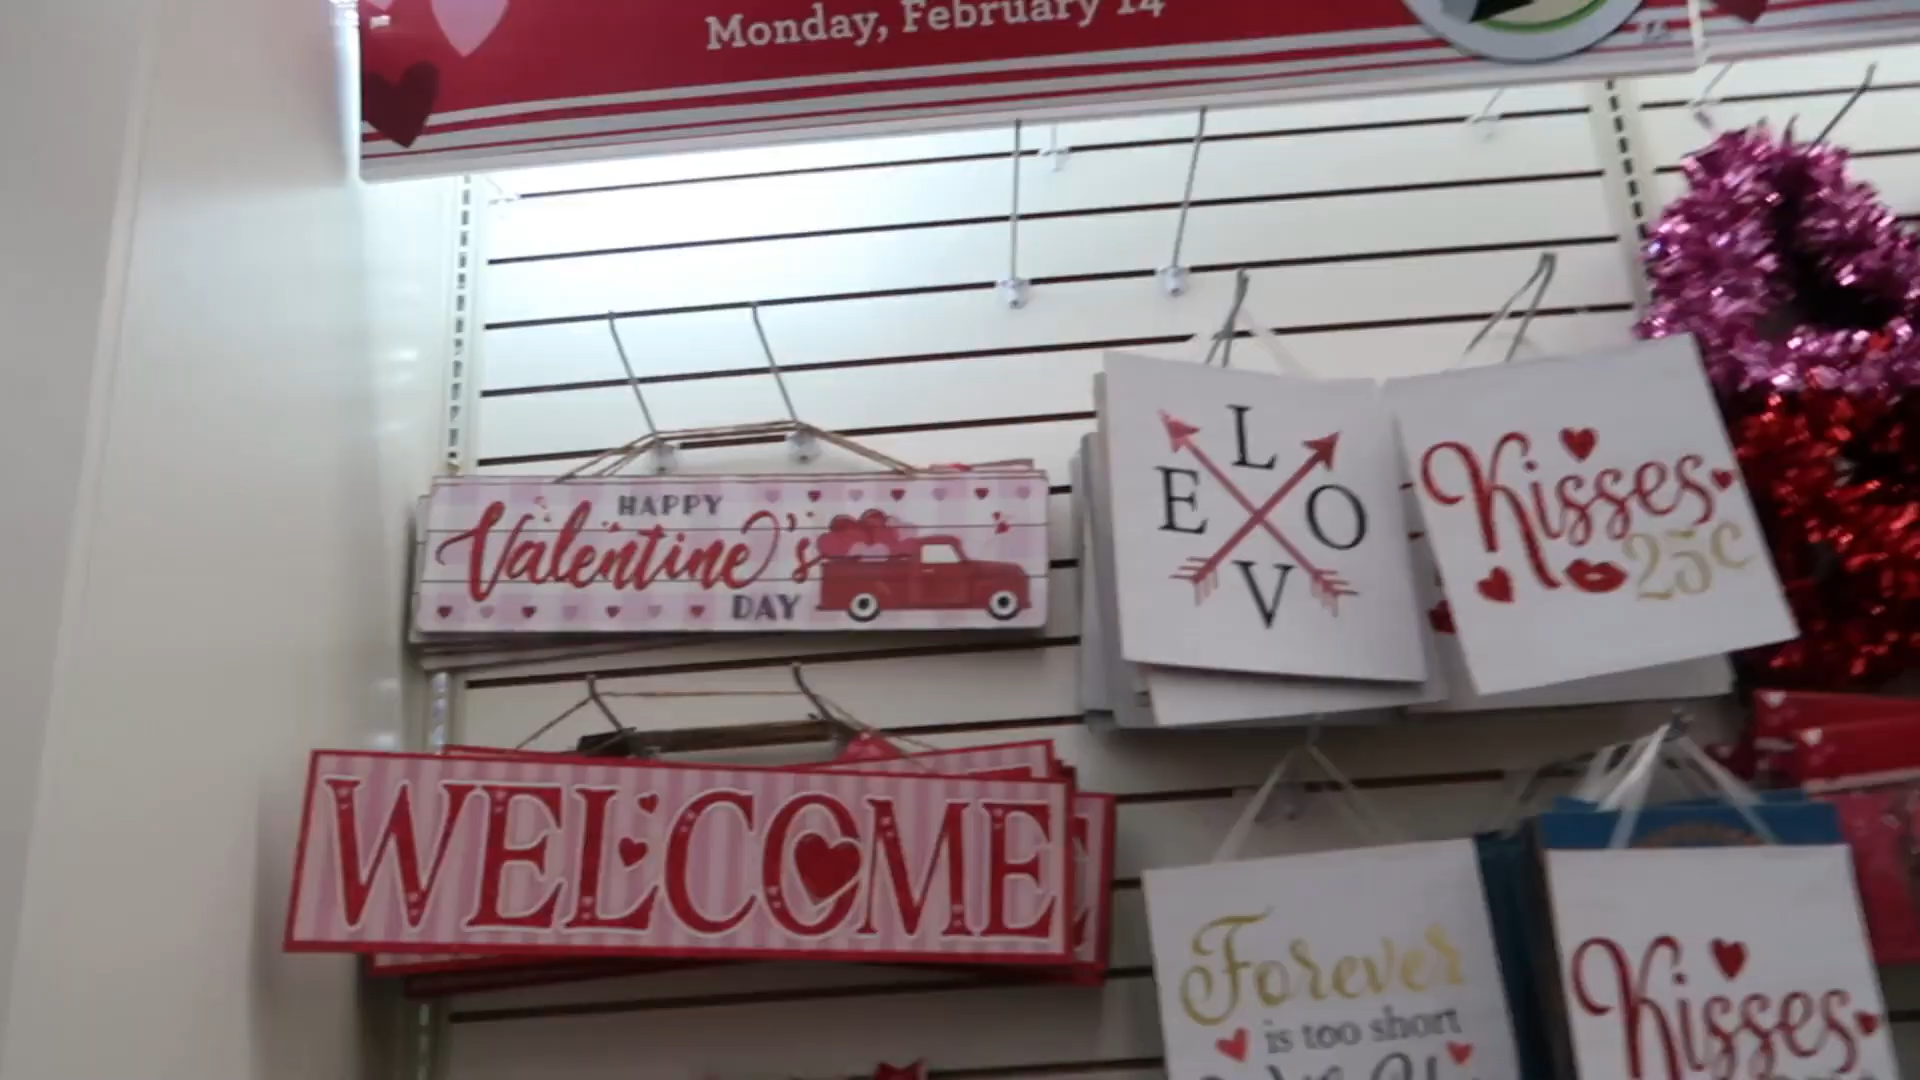 Monday, February 14
HAPPY
Valentine's
DAY
L
E O
V
Kisses
25¢
WELCOME
Forever
is too short
Kisses